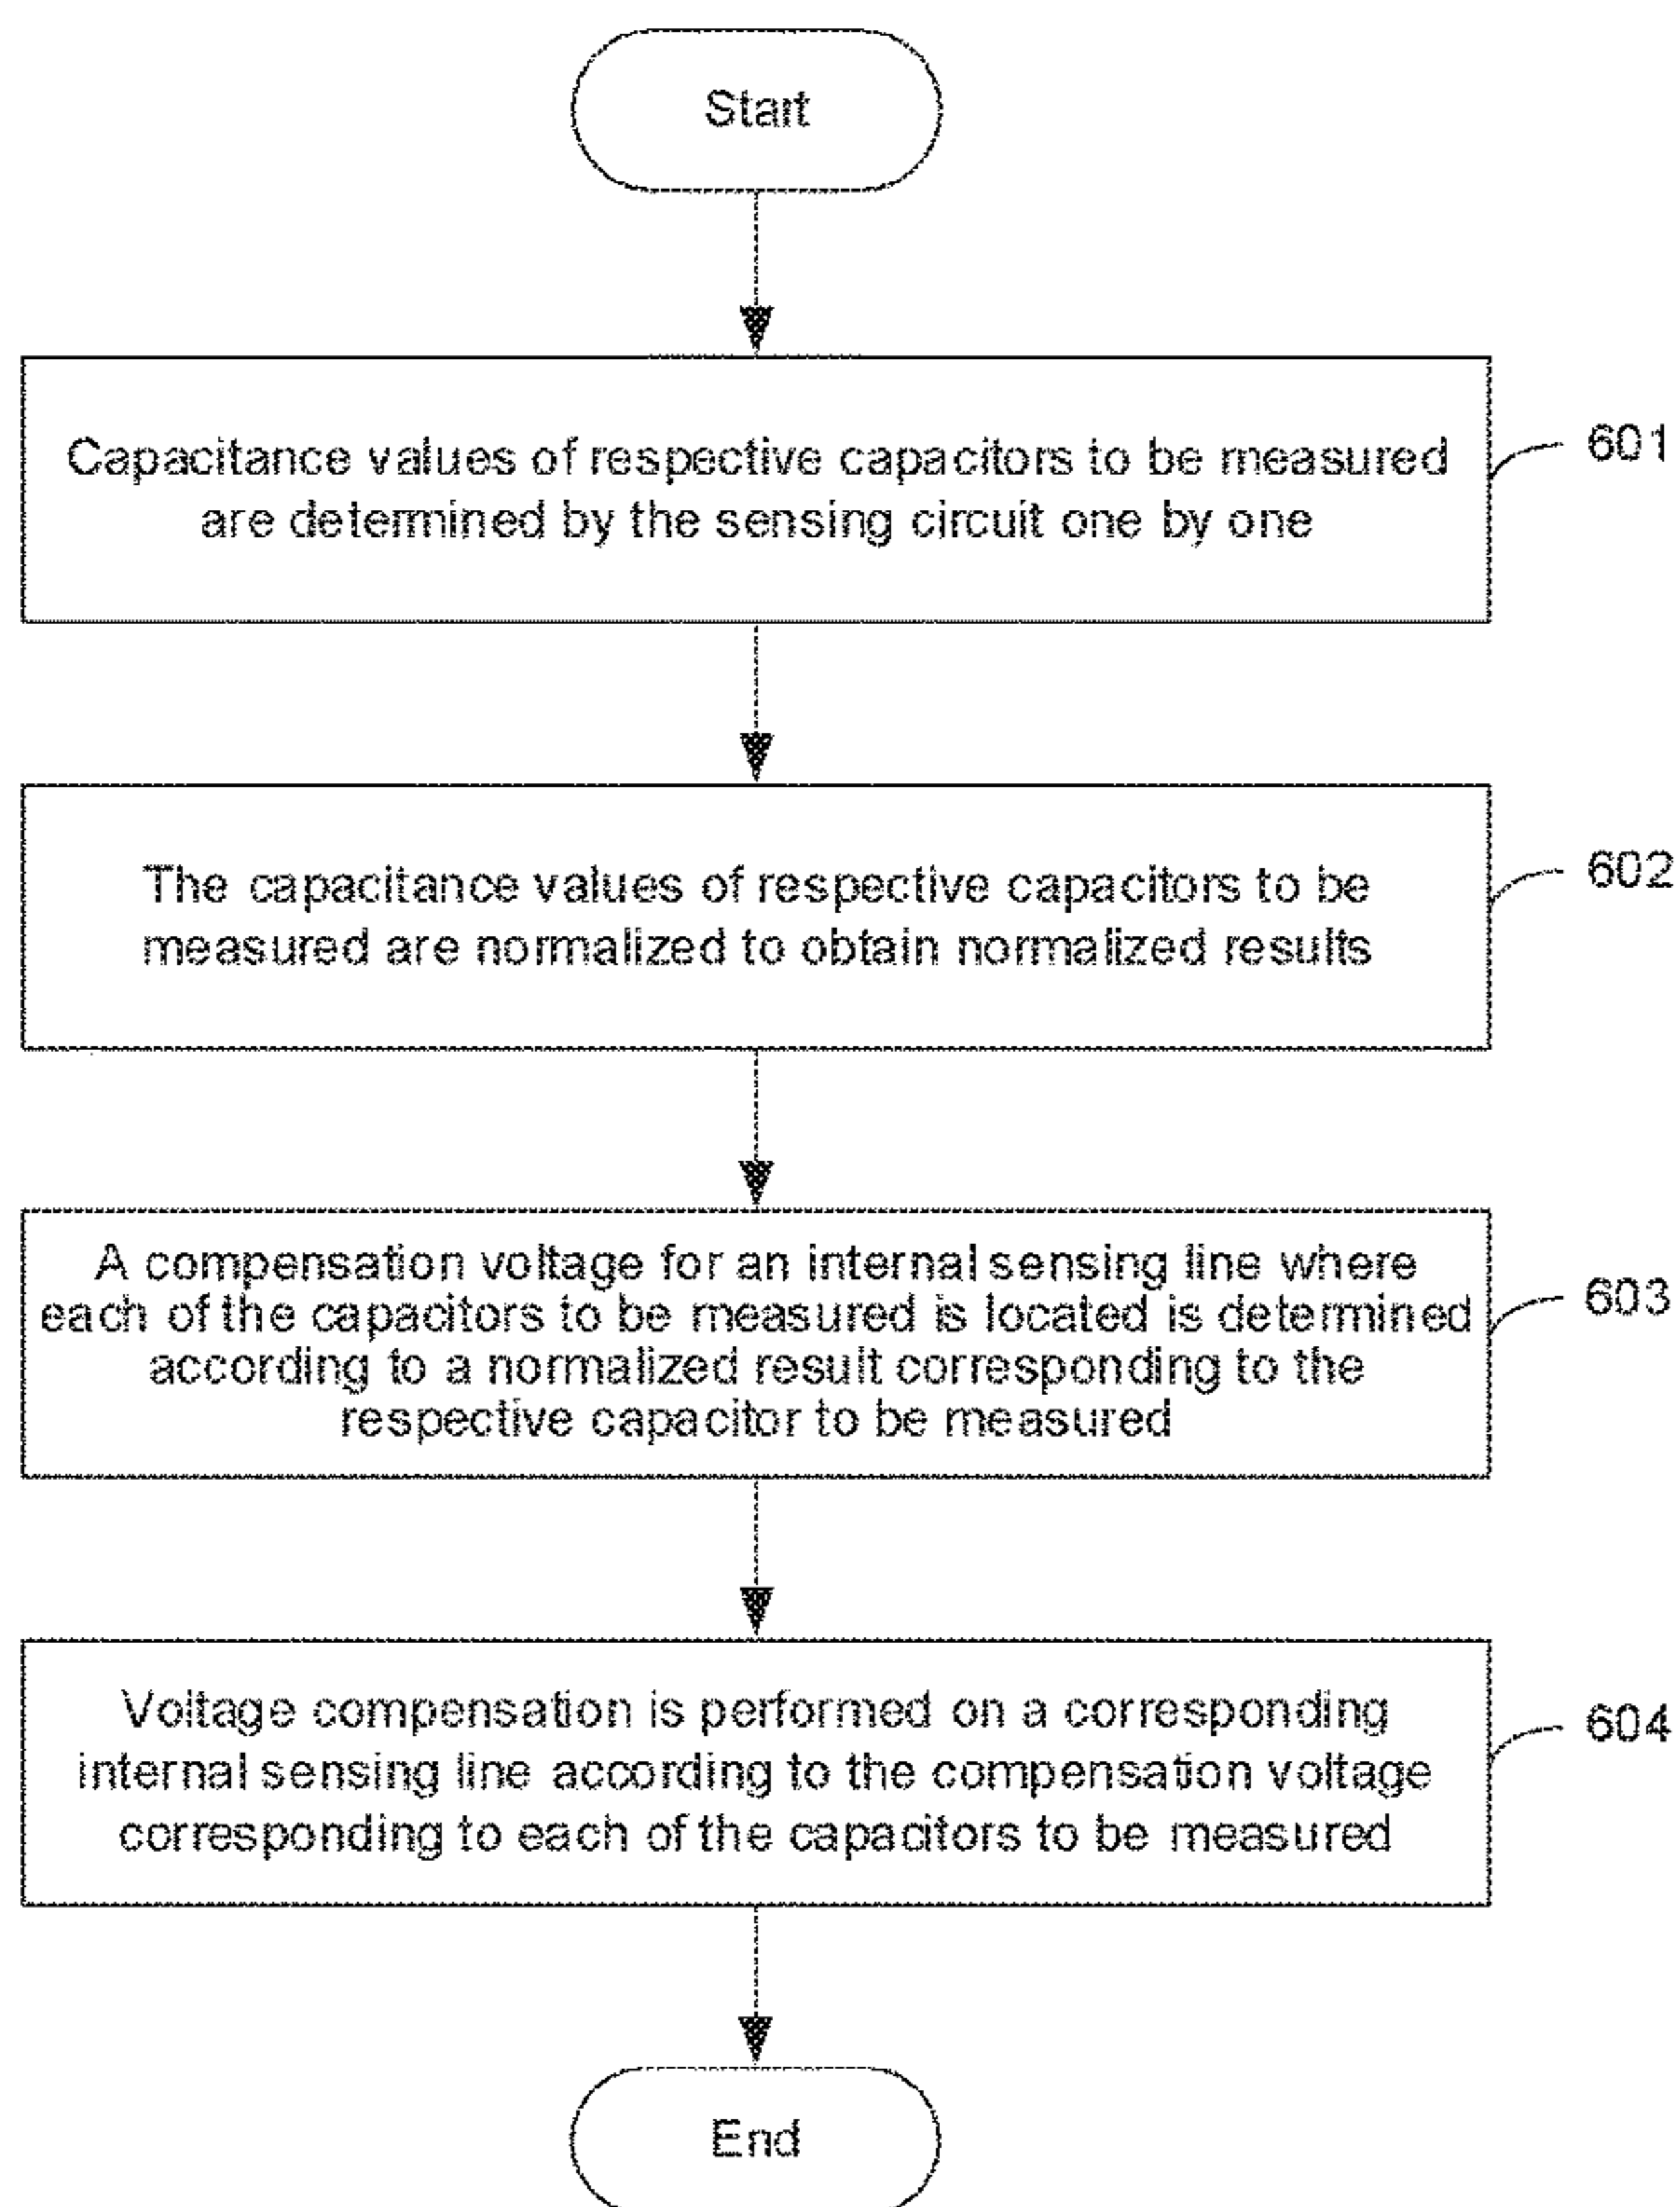 Start
Capacitance values of respective capacitors to be measured
are determined by the sensing circuit one by one
601
The capacitance values of respective capacitors to be
measured are normalized to obtain normalized results
602
A compensation voltage for an internal sensing line where
each of the capacitors to be measured is located is determined
according to a normalized result corresponding to the
respective capacitor to be measured
603
Voltage compensation is performed on a corresponding
internal sensing line according to the compensation voltage
corresponding to each of the capacitors to be measured
604
End